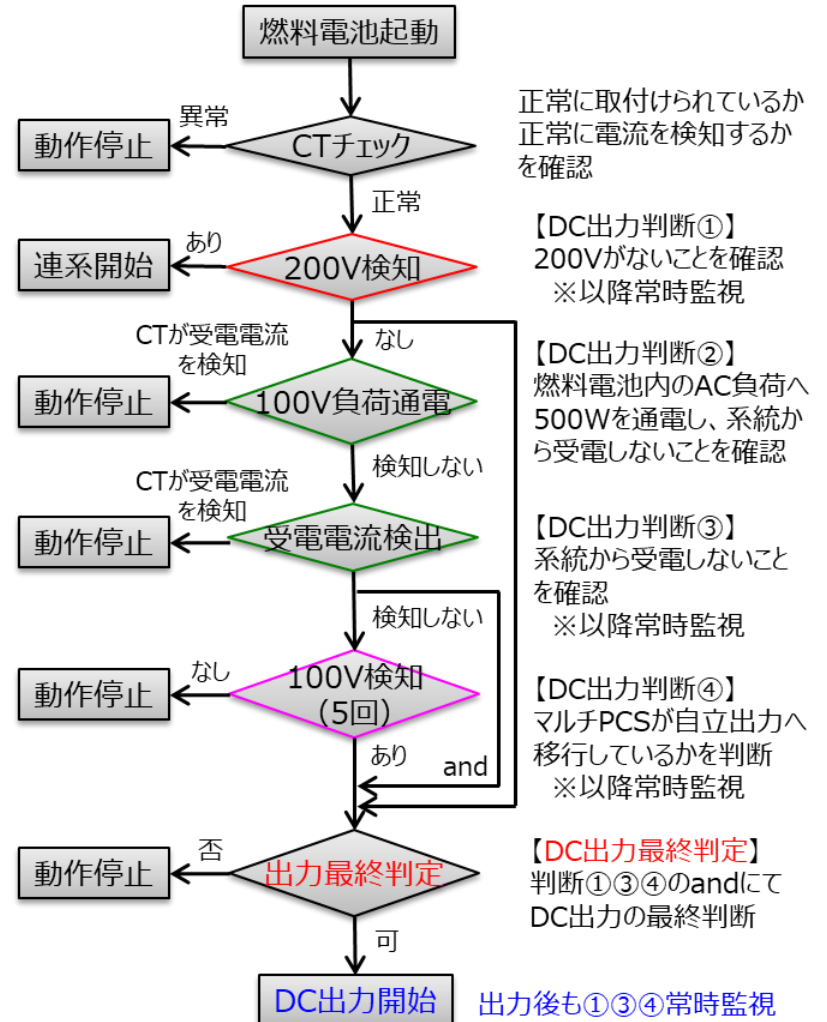 燃料電池起動
正常に取付けられているか
正常に電流を検知するか
を確認
異常
動作停止
CTチェック
正常
【DC出力判断①】
200Vがないことを確認
※以降常時監視
あり
連系開始
200V検知
なし
CTが受電電流
を検知
【DC出力判断②】
燃料電池内のAC負荷へ
500Wを通電し、系統か
ら受電しないことを確認
動作停止
100V負荷通電
検知しない
CTが受電電流
を検知
【DC出力判断③】
系統から受電しないこと
を確認
※以降常時監視
動作停止
受電電流検出
検知しない
なし
動作停止
100V検知
(5回)
【DC出力判断④】
マルチPCSが自立出力へ
移行しているかを判断
※以降常時監視
あり
and
否
動作停止
出力最終判定
【DC出力最終判定】
判断①③④のandにて
DC出力の最終判断
可
DC出力開始
出力後も①③④常時監視